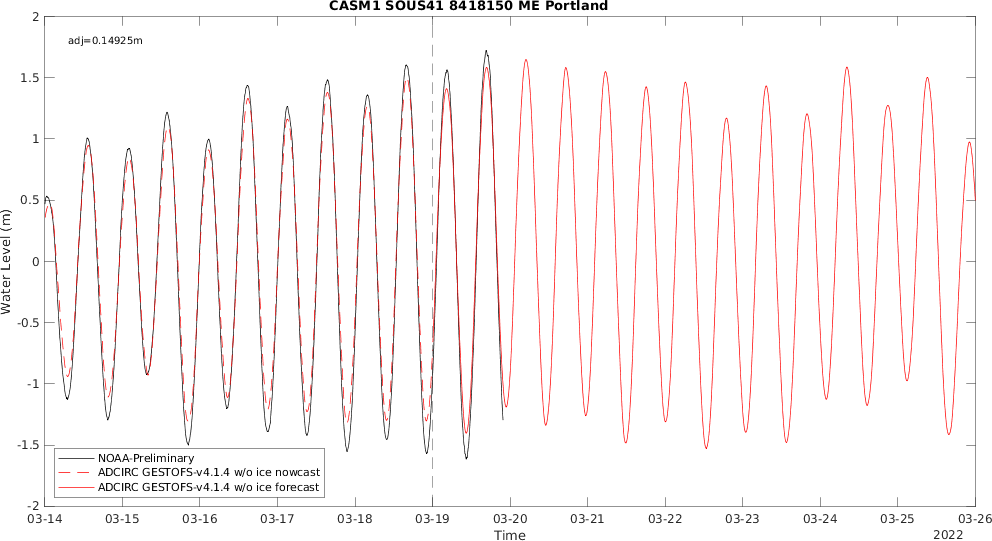 CASM1 SOUS41 8418150 ME Portland
adj=0.14925m
Water Level (m)
2
1.5
1
0.5
0
-0.5
-1
-1.5
-2
NOAA-Preliminary
ADCIRC GESTOFS-v4.1.4 w/o ice nowcast
ADCIRC GESTOFS-v4.1.4 w/o ice forecast
03-14 03-15 03-16 03-17 03-18 03-19 03-20 03-21 03-22 03-23 03-24 03-25 03-26
Time
2022